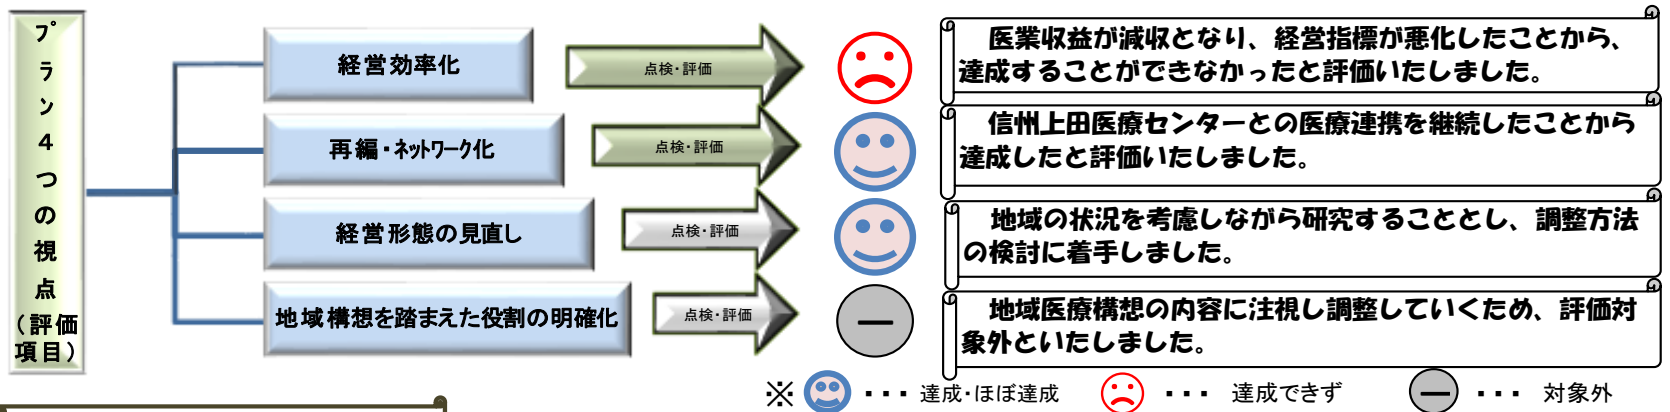 プラン4つの視点
(評価
項目)
経営効率化
点検・評価
医業収益が減収となり、経営指標が悪化したことから、
達成することができなかったと評価いたしました。
再編・ネットワーク化
点検・評価
信州上田医療センターとの医療連携を継続したことから
達成したと評価いたしました。
経営形態の見直し
点検・評価
地域の状況を考慮しながら研究することとし、調整方法
の検討に着手しました。
地域構想を踏まえた役割の明確化
点検・評価
地域医療構想の内容に注視し調整していくため、評価対
象外といたしました。
※ ・・・ 達成・ほぼ達成 ・・・ 達成できず ・・・ 対象外